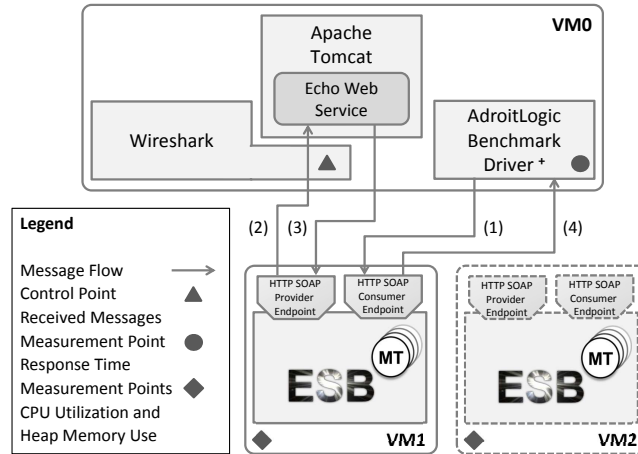 VM0
Apache
Tomcat
Echo Web
Service
Wireshark
AdroitLogic
Benchmark
Driver +
(2)
(3)
(1)
(4)
Legend
Message Flow
Control Point
Received Messages
Measurement Point
Response Time
Measurement Points
CPU Utilization and
Heap Memory Use
HTTP SOAP
Provider
Endpoint
HTTP SOAP
Consumer
Endpoint
MT
ESB
VM1
HTTP SOAP
Provider
Endpoint
HTTP SOAP
Consumer
Endpoint
MT
ESB
VM2